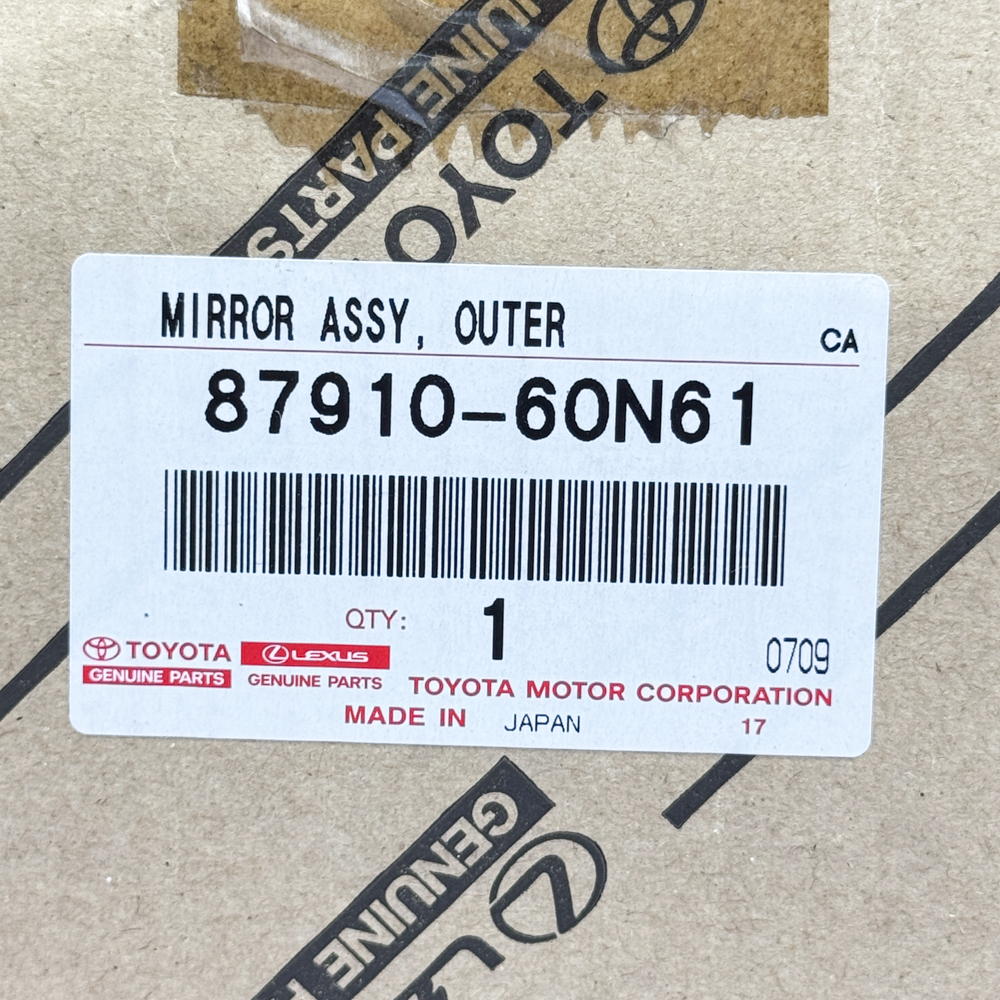 GENUINE PARTS
TOYO
MIRROR ASSY, OUTER
CA
87910-60N61
QTY: 1
0709
TOYOTA
GENUINE PARTS
LEXUS
GENUINE PARTS
TOYOTA MOTOR CORPORATION
MADE IN JAPAN
17
GENUINE